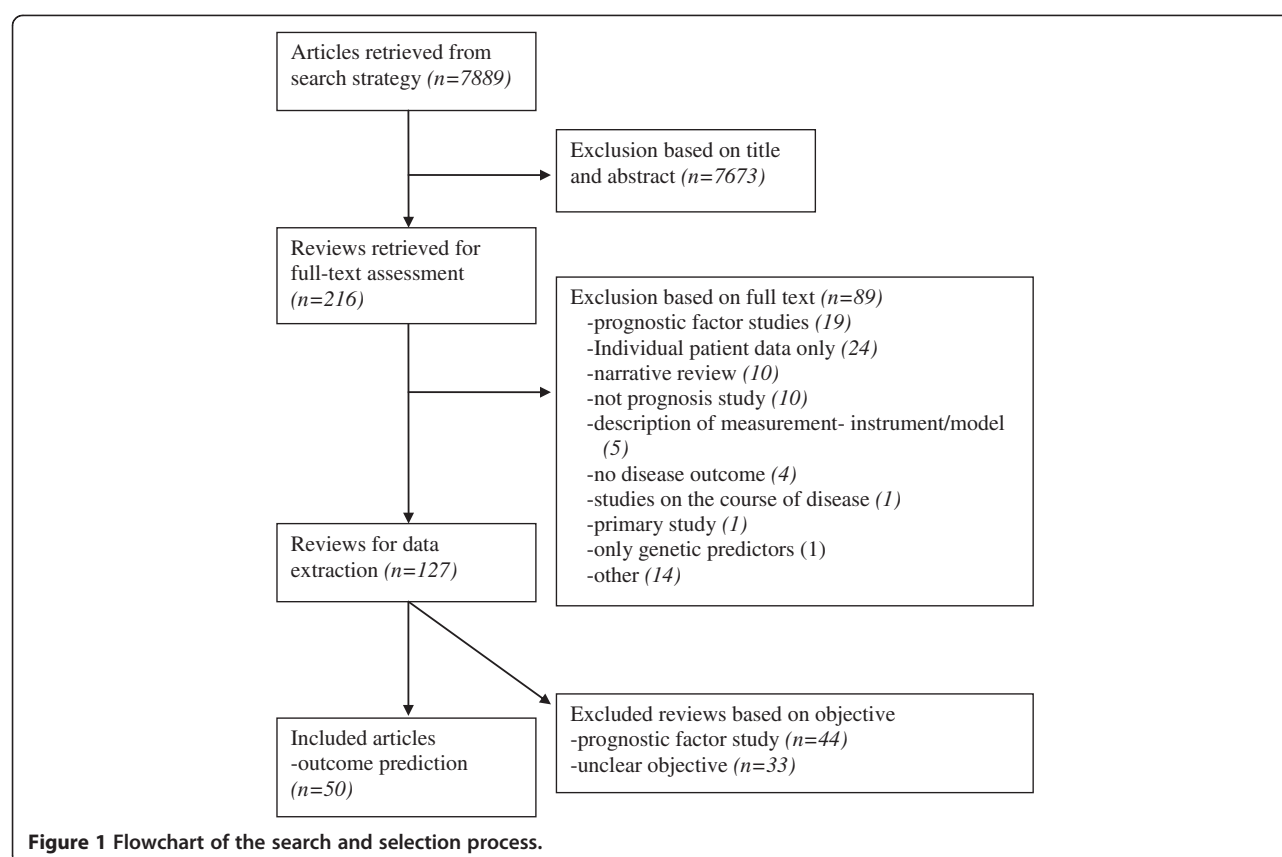 Articles retrieved from
search strategy (n=7889)
Exclusion based on title
and abstract (n=7673)
Reviews retrieved for
full-text assessment
(n=216)
Exclusion based on full text (n=89)
-prognostic factor studies (19)
-Individual patient data only (24)
-narrative review (10)
-not prognosis study (10)
-description of measurement- instrument/model
(5)
-no disease outcome (4)
-studies on the course of disease (1)
-primary study (1)
-only genetic predictors (1)
-other (14)
Reviews for data
extraction (n=127)
Excluded reviews based on objective
-prognostic factor study (n=44)
-unclear objective (n=33)
Included articles
-outcome prediction
(n=50)
Figure 1 Flowchart of the search and selection process.